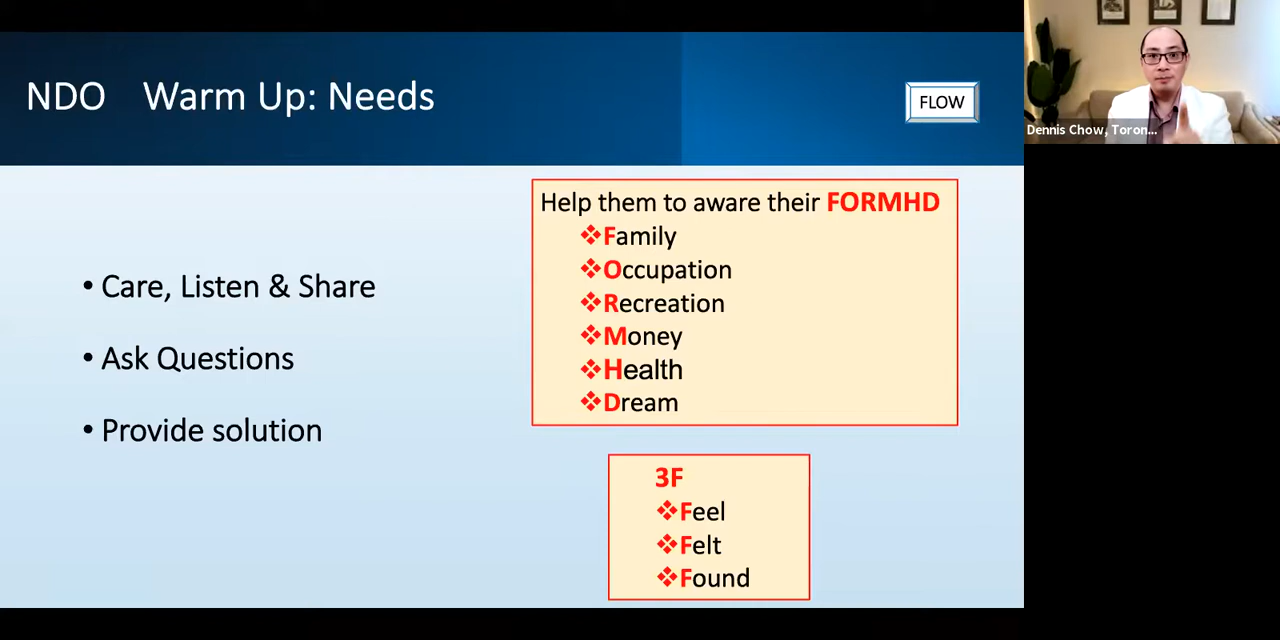 NDO Warm Up: Needs
FLOW
• Care, Listen & Share
• Ask Questions
• Provide solution
Help them to aware their FORMHD
❖Family
❖Occupation
❖Recreation
❖Money
❖Health
❖Dream
3F
❖Feel
❖Felt
❖Found
Dennis Chow, Toron...